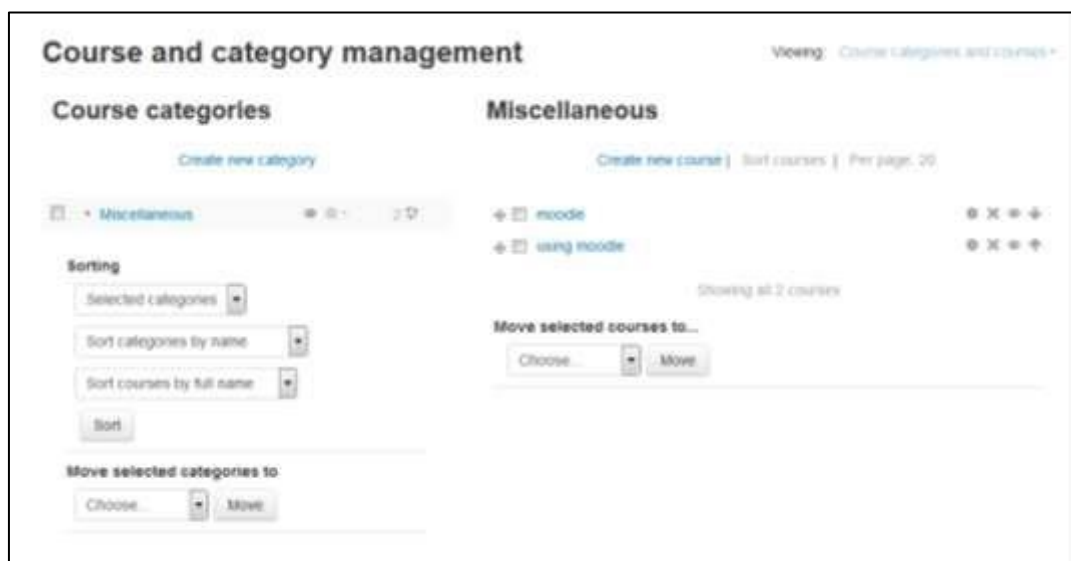 Course and category management
Viewing: Course categories and courses
Course categories
Create new category
Miscellaneous 2
Sorting
Selected categories
Sort categories by name
Sort courses by full name
Sort
Move selected categories to
Choose...
Move
Miscellaneous
Create new course | Sort courses | Per page: 20
moodle
using moodle
Showing all 2 courses
Move selected courses to...
Choose...
Move